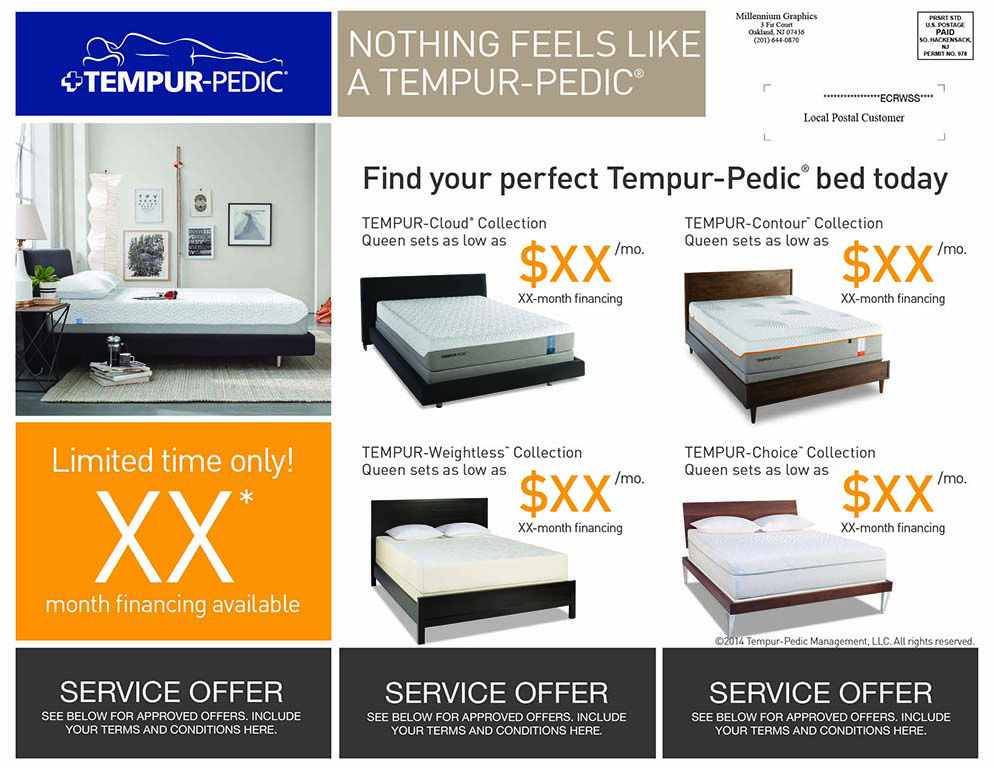 TEMPUR-PEDIC®
NOTHING FEELS LIKE
A TEMPUR-PEDIC®
Millennium Graphics
3 Fir Court
Oakland, NJ 07436
(201) 644-0870
PRSRT STD
U.S. POSTAGE
PAID
SO. HACKENSACK,
NJ
PERMIT NO. 978
*****************ECRWSS****
Local Postal Customer
Find your perfect Tempur-Pedic® bed today
TEMPUR-Cloud® Collection
Queen sets as low as
$XX/mo.
XX-month financing
TEMPUR-Contour™ Collection
Queen sets as low as
$XX/mo.
XX-month financing
TEMPUR-Weightless™ Collection
Queen sets as low as
$XX/mo.
XX-month financing
TEMPUR-Choice™ Collection
Queen sets as low as
$XX/mo.
XX-month financing
Limited time only!
XX*
month financing available
©2014 Tempur-Pedic Management, LLC. All rights reserved.
SERVICE OFFER
SEE BELOW FOR APPROVED OFFERS. INCLUDE
YOUR TERMS AND CONDITIONS HERE.
SERVICE OFFER
SEE BELOW FOR APPROVED OFFERS. INCLUDE
YOUR TERMS AND CONDITIONS HERE.
SERVICE OFFER
SEE BELOW FOR APPROVED OFFERS. INCLUDE
YOUR TERMS AND CONDITIONS HERE.